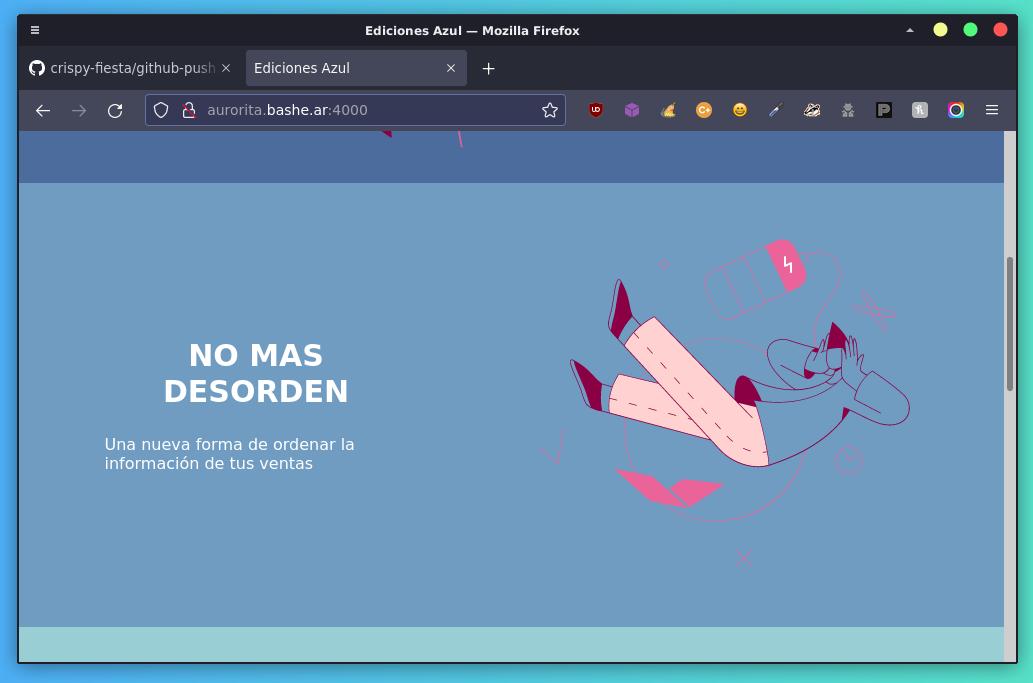 Ediciones Azul — Mozilla Firefox
crispy-fiesta/github-push
Ediciones Azul
aurorita.bashe.ar:4000
NO MAS
DESORDEN
Una nueva forma de ordenar la
información de tus ventas